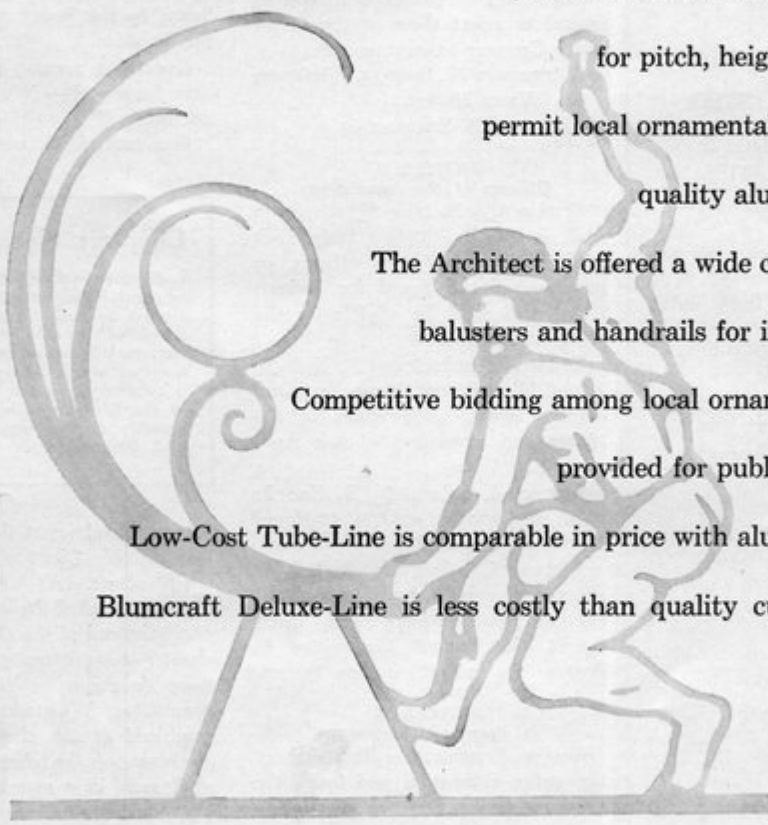 for pitch, heig
permit local ornamenta
quality alu
The Architect is offered a wide c
balusters and handrails for i
Competitive bidding among local ornar
provided for publ
Low-Cost Tube-Line is comparable in price with alu
Blumcraft Deluxe-Line is less costly than quality cu